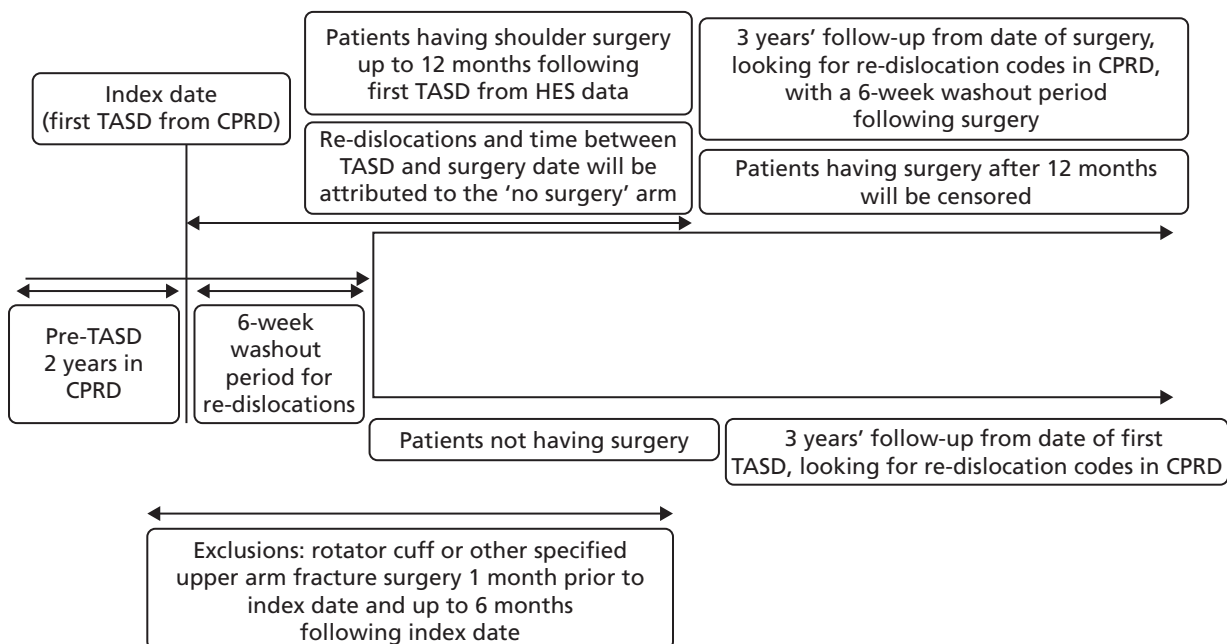 Patients having shoulder surgery
up to 12 months following
first TASD from HES data
3 years’ follow-up from date of surgery,
looking for re-dislocation codes in CPRD,
with a 6-week washout period
following surgery
Index date
(first TASD from CPRD)
Re-dislocations and time between
TASD and surgery date will be
attributed to the ‘no surgery’ arm
Patients having surgery after 12 months
will be censored
Pre-TASD
2 years in
CPRD
6-week
washout
period for
re-dislocations
Patients not having surgery
3 years’ follow-up from date of first
TASD, looking for re-dislocation codes in CPRD
Exclusions: rotator cuff or other specified
upper arm fracture surgery 1 month prior to
index date and up to 6 months
following index date